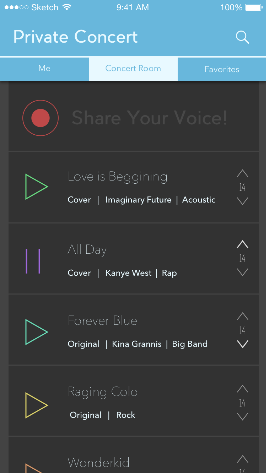 Sketch 9:41 AM 100%
Private Concert
Me Concert Room Favorites
Share Your Voice!
Love is Beggining
14
Cover | Imaginary Future | Acoustic
All Day
14
Cover | Kanye West | Rap
Forever Blue
14
Original | Kina Grannis | Big Band
Raging Cold
14
Original | Rock
Wonderkid